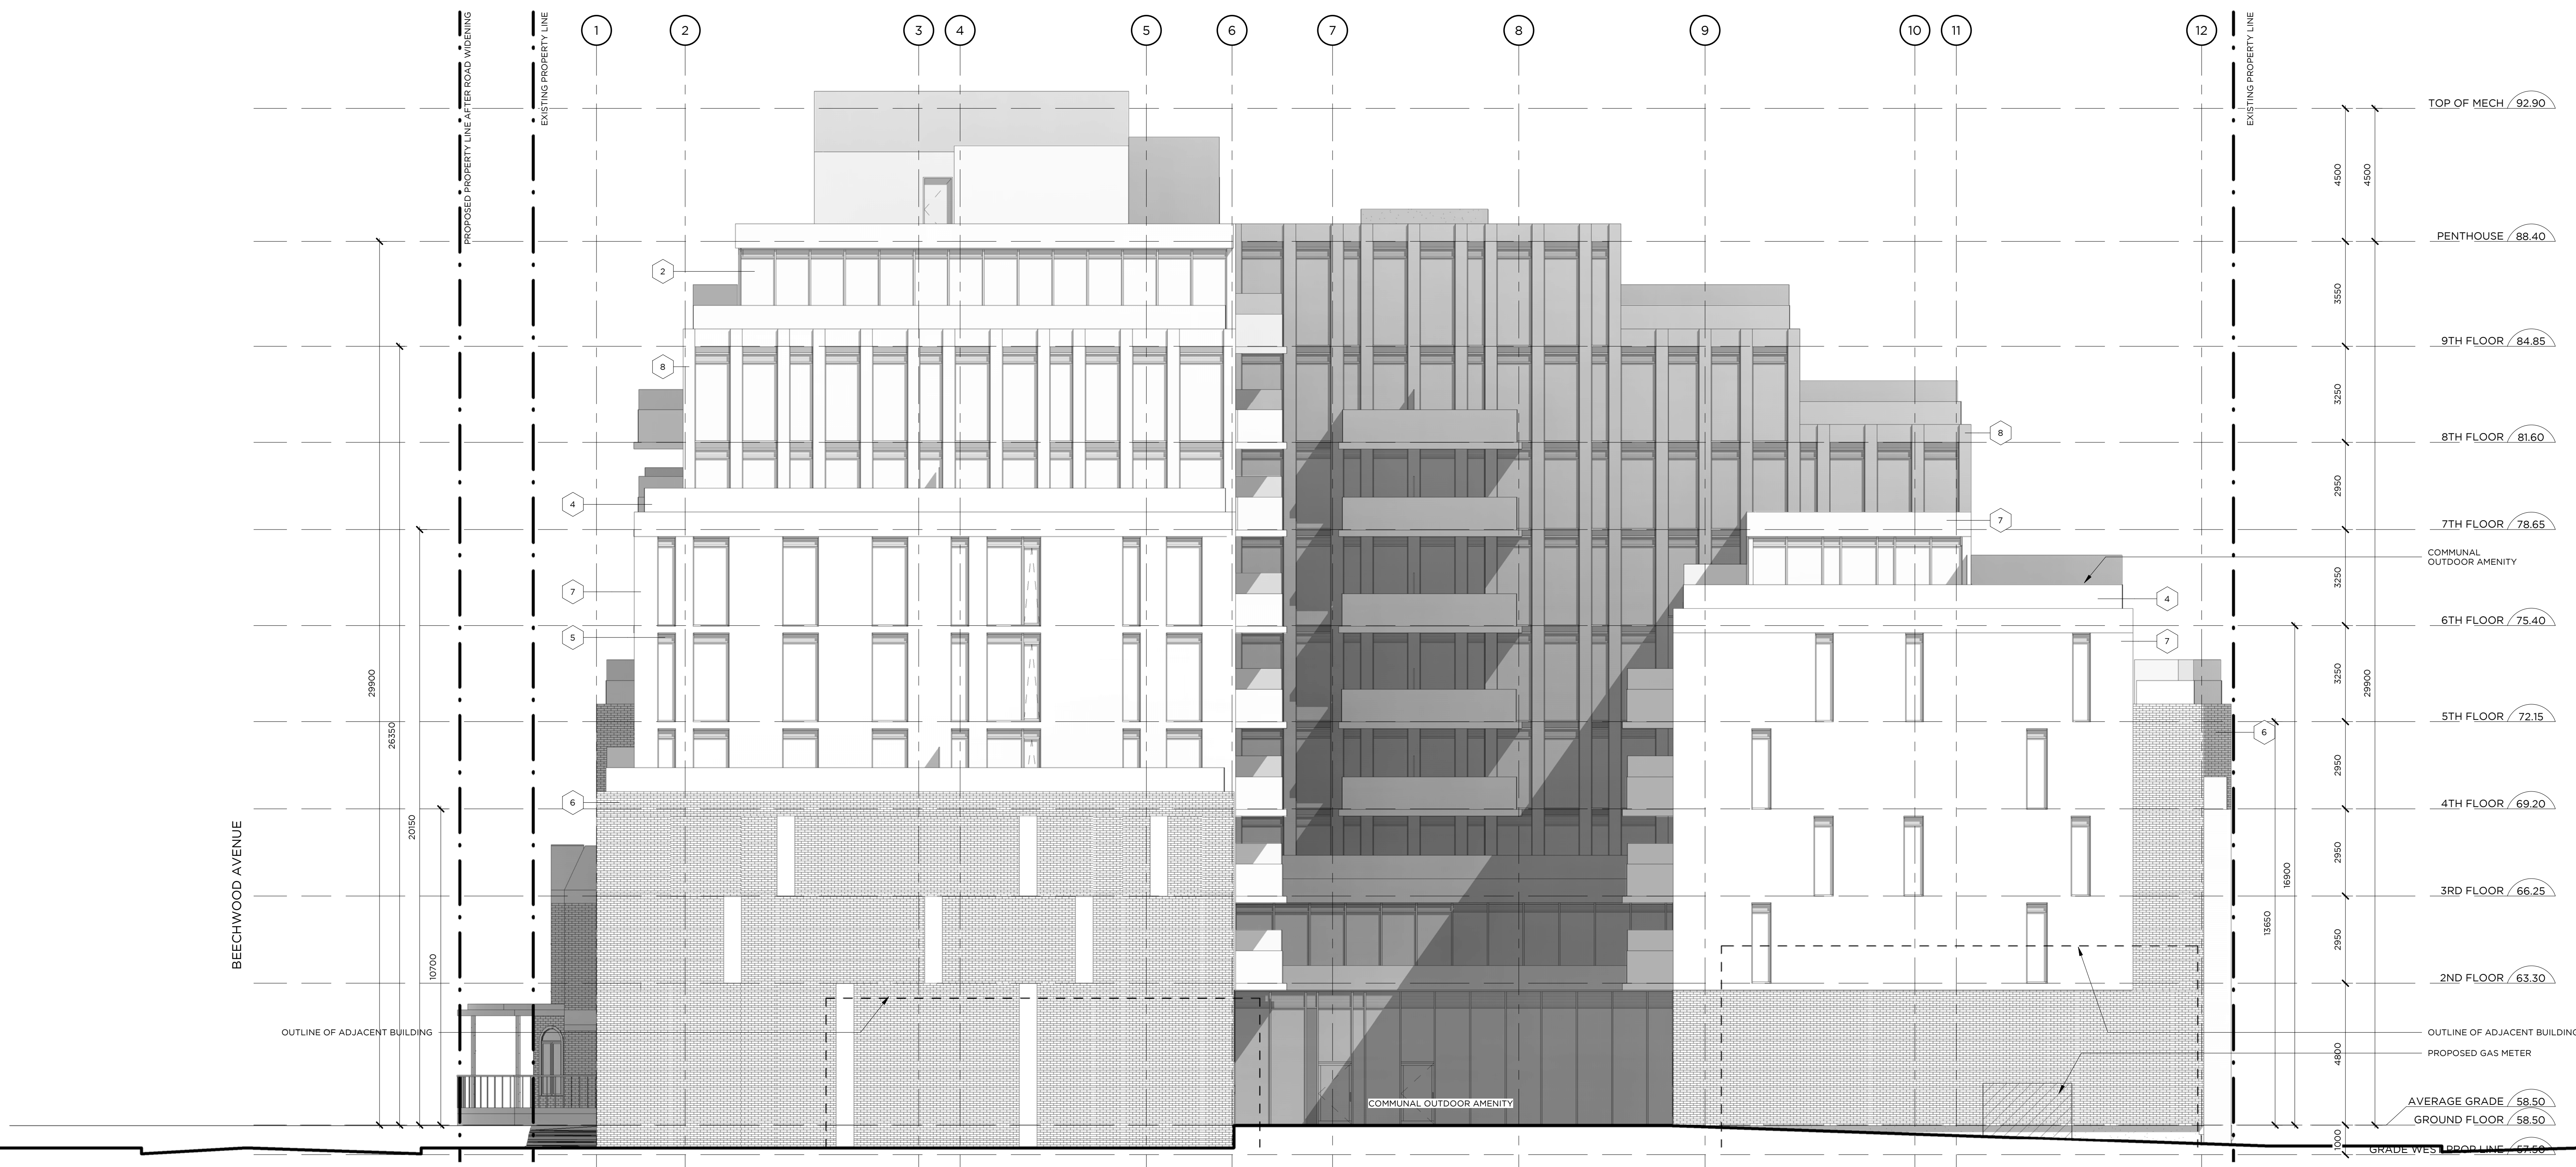 PROPOSED PROPERTY LINE AFTER ROAD WIDENING
EXISTING PROPERTY LINE
1
2
3
4
5
6
7
8
9
10
11
12
EXISTING PROPERTY LINE
TOP OF MECH 92.90
4500
4500
PENTHOUSE 88.40
2
3550
9TH FLOOR 84.85
8
3250
8TH FLOOR 81.60
8
2950
4
7TH FLOOR 78.65
7
COMMUNAL
OUTDOOR AMENITY
3250
7
4
6TH FLOOR 75.40
5
7
3250
29900
29900
26350
20150
10700
5TH FLOOR 72.15
6
2950
6
4TH FLOOR 69.20
2950
16900
13650
BEECHWOOD AVENUE
3RD FLOOR 66.25
2950
2ND FLOOR 63.30
OUTLINE OF ADJACENT BUILDING
OUTLINE OF ADJACENT BUILDING
PROPOSED GAS METER
4800
COMMUNAL OUTDOOR AMENITY
AVERAGE GRADE 58.50
GROUND FLOOR 58.50
1000
GRADE WEST PROP LINE 57.50